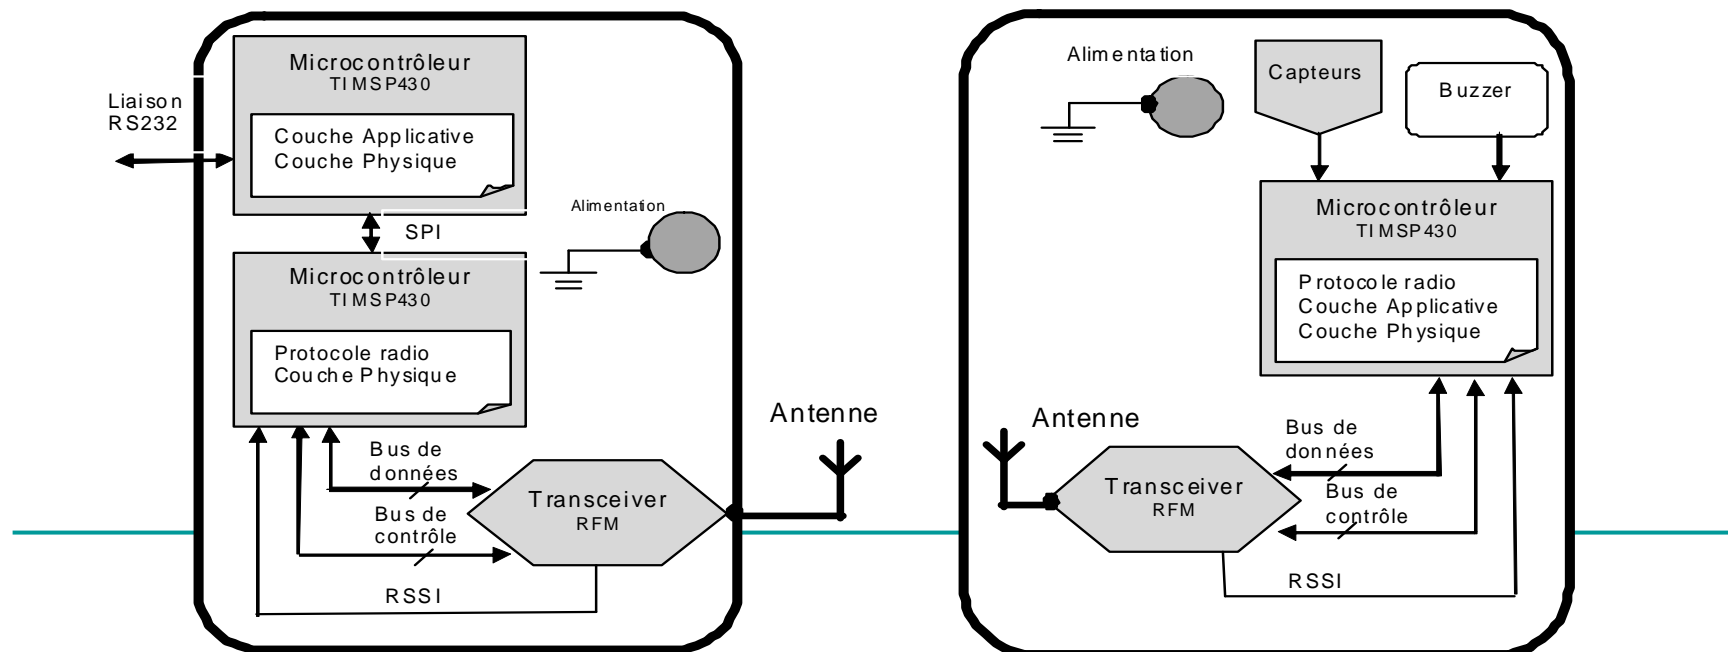 Microcontrôleur
TIMSP430
Liaison
RS232
Couche Applicative
Couche Physique
SPI
Alimentation
Microcontrôleur
TIMSP430
Protocole radio
Couche Physique
Bus de
données
Bus de
contrôle
Transceiver
RFM
RSSI
Antenne
Alimentation
Capteurs
Buzzer
Microcontrôleur
TIMSP430
Protocole radio
Couche Applicative
Couche Physique
Antenne
Bus de
données
Transceiver
RFM
Bus de
contrôle
RSSI